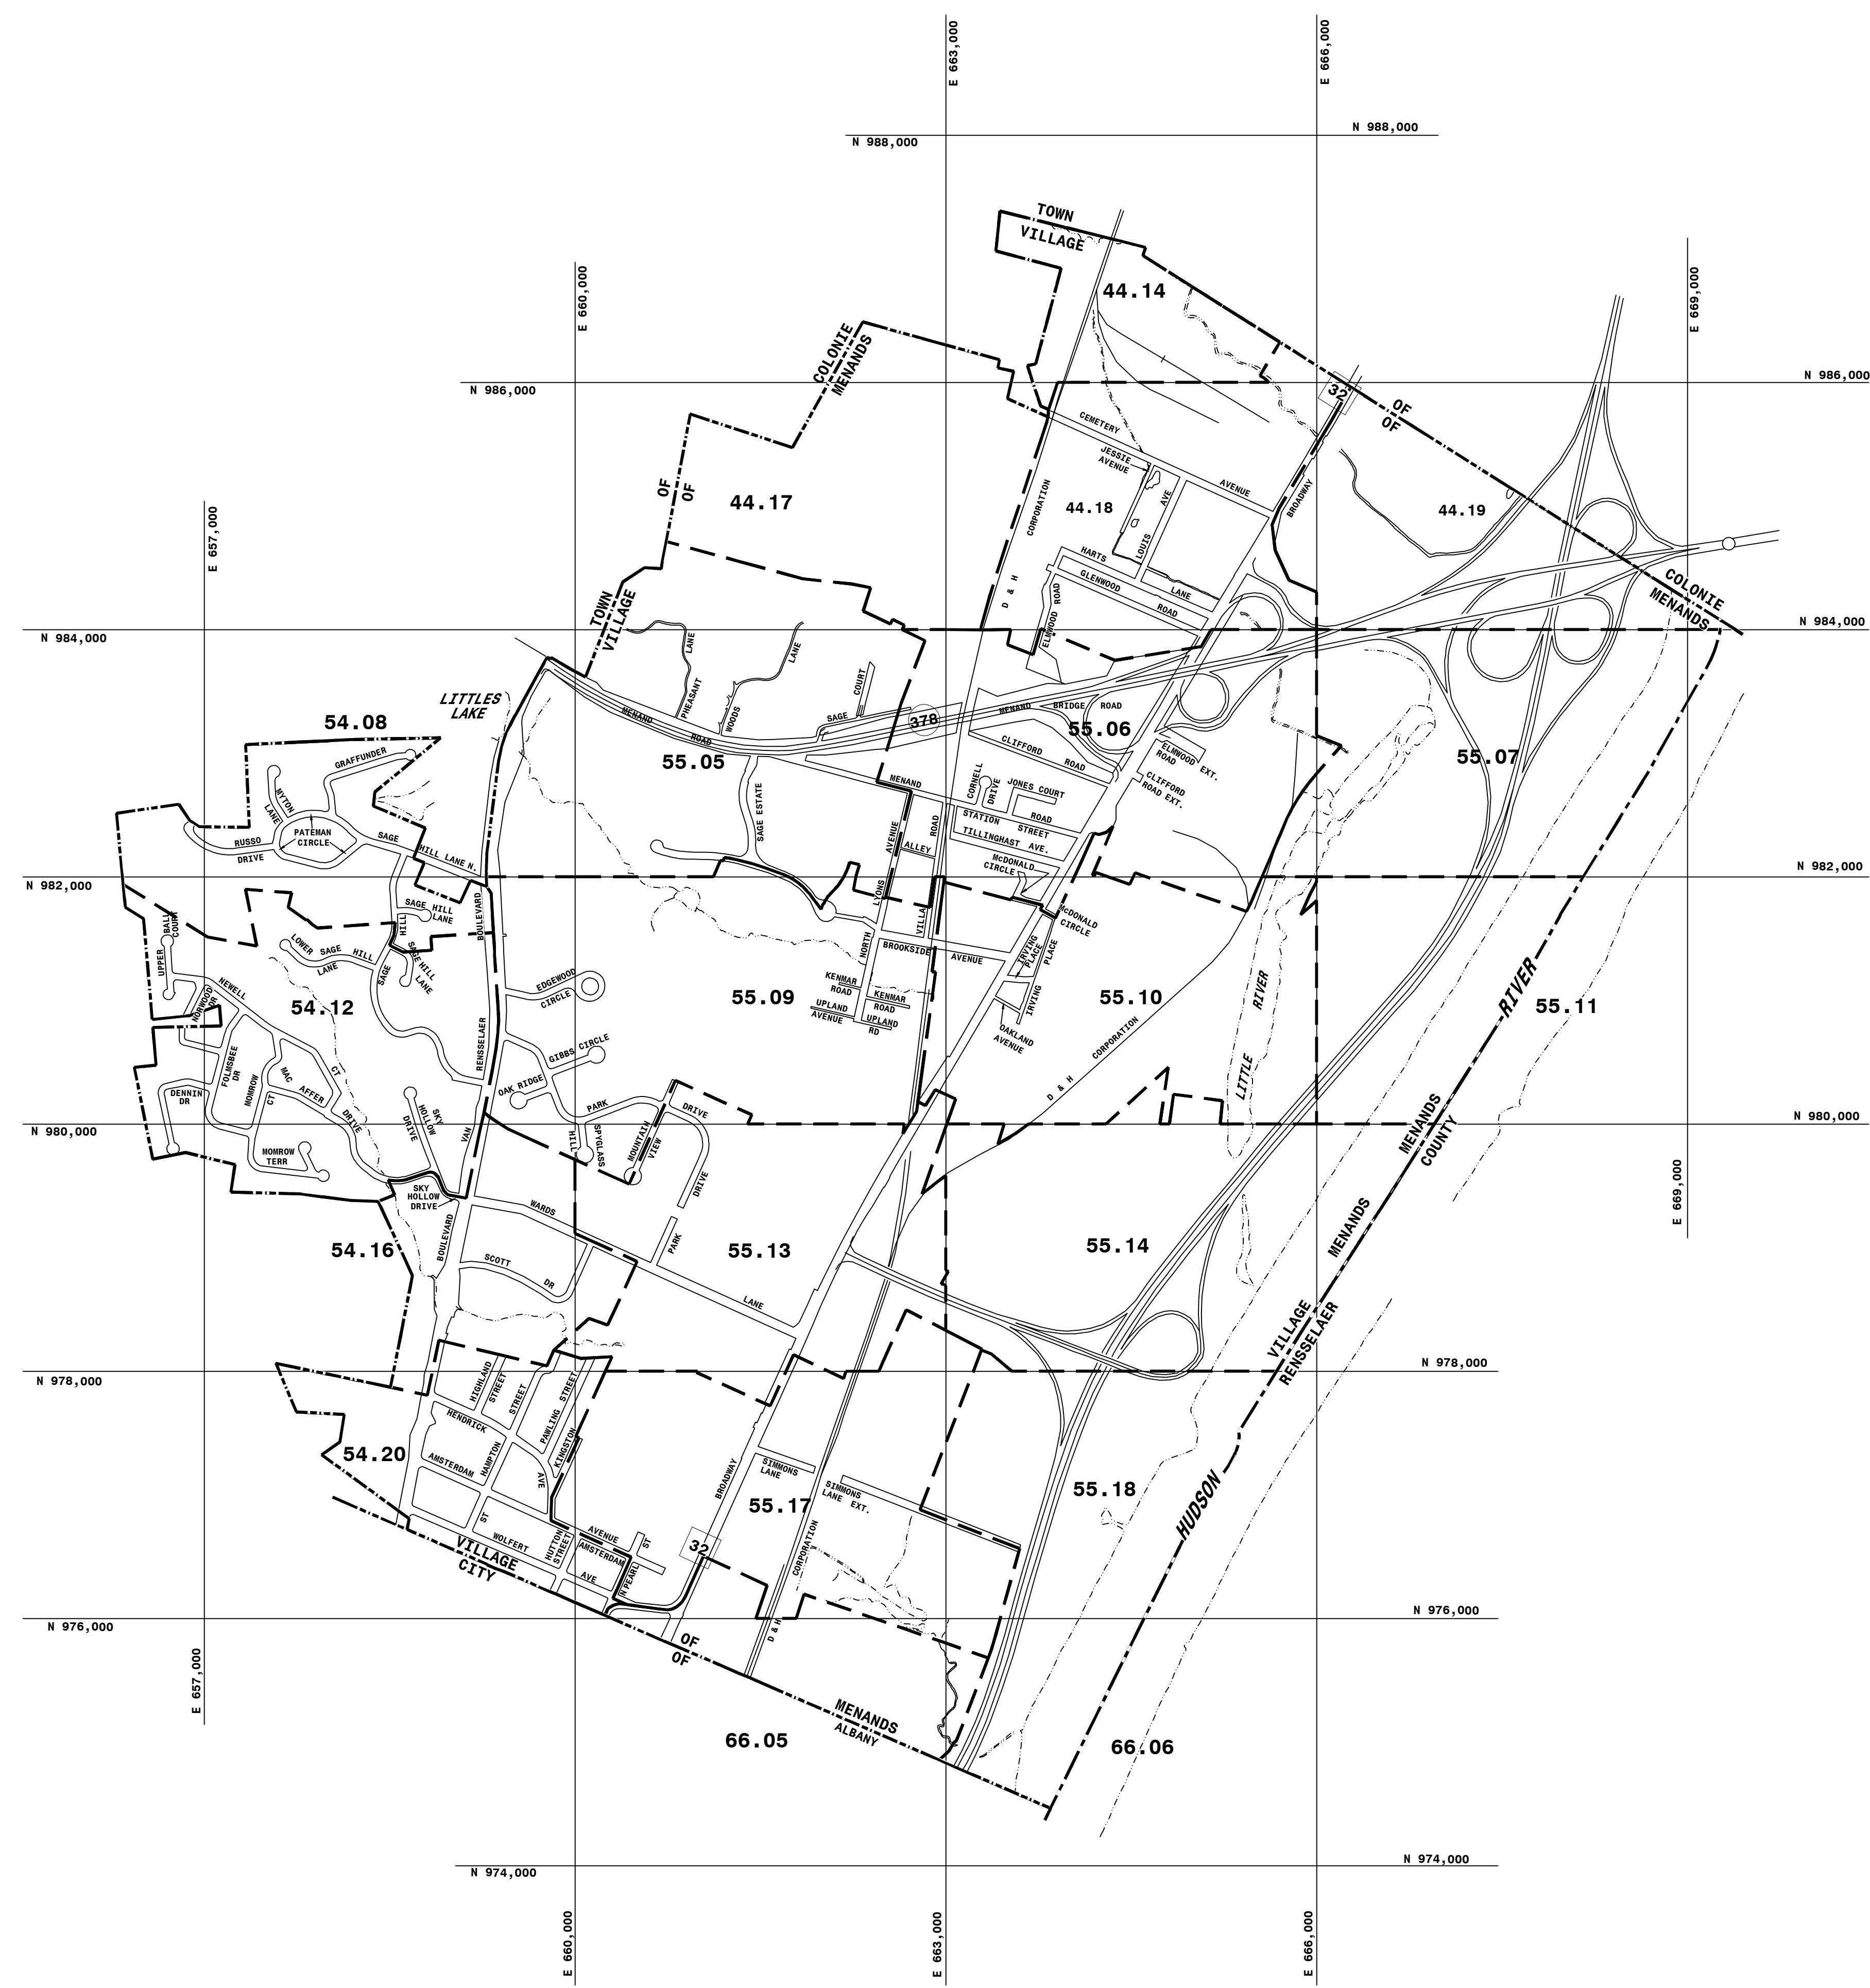 E 663,000
E 666,000
N 988,000
N 988,000
TOWN
VILLAGE
44.14
E 660,000
E 669,000
COLONIE
MENANDS
N 986,000
N 986,000
32
OF
OF
CEMETERY
AVENUE
JESSIE
AVENUE
OF
OF
44.17
44.18
AVE
LOUIS
BROADWAY
44.19
CORPORATION
D & H
E 657,000
HARTS
LANE
GLENWOOD
ROAD
ELMWOOD
ROAD
COLONIE
MENANDS
TOWN
VILLAGE
N 984,000
N 984,000
LANE
PHEASANT
LANE
WOODS
COURT
SAGE
378
MENAND
BRIDGE
ROAD
55.06
LITTLES
LAKE
54.08
MENAND
ROAD
55.05
CLIFFORD
ROAD
ELMWOOD
ROAD
EXT.
CLIFFORD
ROAD EXT.
55.07
GRAFFUNDER
MYTON
LANE
PATEMAN
CIRCLE
RUSSO
DRIVE
SAGE
HILL LANE N.
SAGE ESTATE
MENAND
ROAD
CORNELL
DRIVE
JONES COURT
ROAD
STATION
STREET
TILLINGHAST AVE.
AVENUE
LYONS
ALLEY
McDONALD
CIRCLE
N 982,000
N 982,000
SAGE HILL
LANE
HILL
SAGE
BOULEVARD
VILLA
McDONALD
CIRCLE
BALL
COURT
UPPER
LOWER
SAGE
HILL
LANE
SAGE HILL
LANE
NORTH
BROOKSIDE
AVENUE
IRVING
PLACE
PLACE
IRVING
NEWELL
NORWOOD
DR
54.12
EDGEWOOD
CIRCLE
55.09
KENMAR
ROAD
KENMAR
ROAD
UPLAND
AVENUE
UPLAND
RD
OAKLAND
AVENUE
55.10
RIVER
LITTLE
RIVER
55.11
RENSSELAER
GIBBS CIRCLE
OAK RIDGE
CORPORATION
D & H
FOLMSBEE
DR
MOMROW
CT
MAC
AFFER
DRIVE
CT
DENNIN
DR
SKY
HOLLOW
DRIVE
VAN
PARK
DRIVE
HILL
SPYGLASS
MOUNTAIN
VIEW
DRIVE
PARK
N 980,000
N 980,000
MENANDS
COUNTY
MOMROW
TERR
SKY
HOLLOW
DRIVE
E 669,000
WARDS
LANE
BOULEVARD
54.16
SCOTT
DR
55.13
55.14
MENANDS
VILLAGE
RENSSELAER
N 978,000
N 978,000
HIGHLAND
STREET
STREET
PAWLING
STREET
KINGSTON
HENDRICK
HAMPTON
AVE
AMSTERDAM
54.20
BROADWAY
SIMMONS
LANE
SIMMONS
LANE EXT.
55.17
55.18
HUDSON
ST
WOLFERT
HUTTON
STREET
AVENUE
AMSTERDAM
AVE
ST
N PEARL
32
CORPORATION
D & H
VILLAGE
CITY
N 976,000
N 976,000
E 657,000
OF
OF
MENANDS
ALBANY
66.05
66.06
N 974,000
N 974,000
E 660,000
E 663,000
E 666,000